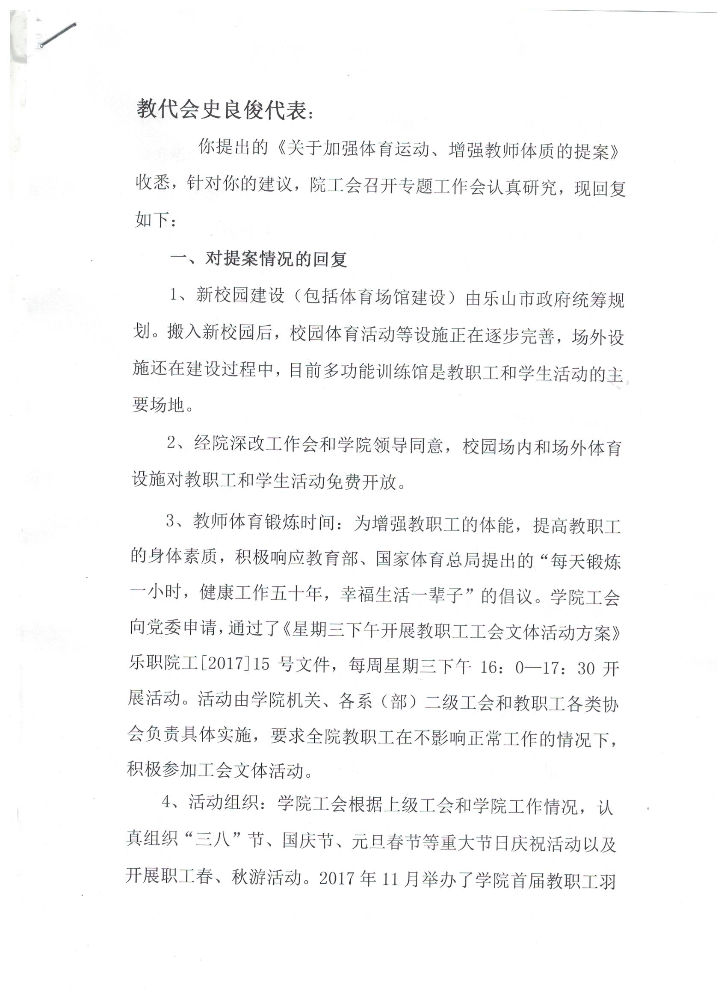 教代会史良俊代表：
你提出的《关于加强体育运动、增强教师体质的提案》
收悉，针对你的建议，院工会召开专题工作会认真研究，现回复
如下：
一、对提案情况的回复
1、新校园建设（包括体育场馆建设）由乐山市政府统筹规
划。搬入新校园后，校园体育活动等设施正在逐步完善，场外设
施还在建设过程中，目前多功能训练馆是教职工和学生活动的主
要场地。
2、经院深改工作会和学院领导同意，校园场内和场外体育
设施对教职工和学生活动免费开放。
3、教师体育锻炼时间：为增强教职工的体能，提高教职工
的身体素质，积极响应教育部、国家体育总局提出的“每天锻炼
一小时，健康工作五十年，幸福生活一辈子”的倡议。学院工会
向党委申请，通过了《星期三下午开展教职工工会文体活动方案》
乐职院工[2017]15 号文件，每周星期三下午 16：0—17：30 开
展活动。活动由学院机关、各系（部）二级工会和教职工各类协
会负责具体实施，要求全院教职工在不影响正常工作的情况下，
积极参加工会文体活动。
4、活动组织：学院工会根据上级工会和学院工作情况，认
真组织“三八”节、国庆节、元旦春节等重大节日庆祝活动以及
开展职工春、秋游活动。2017 年 11 月举办了学院首届教职工羽